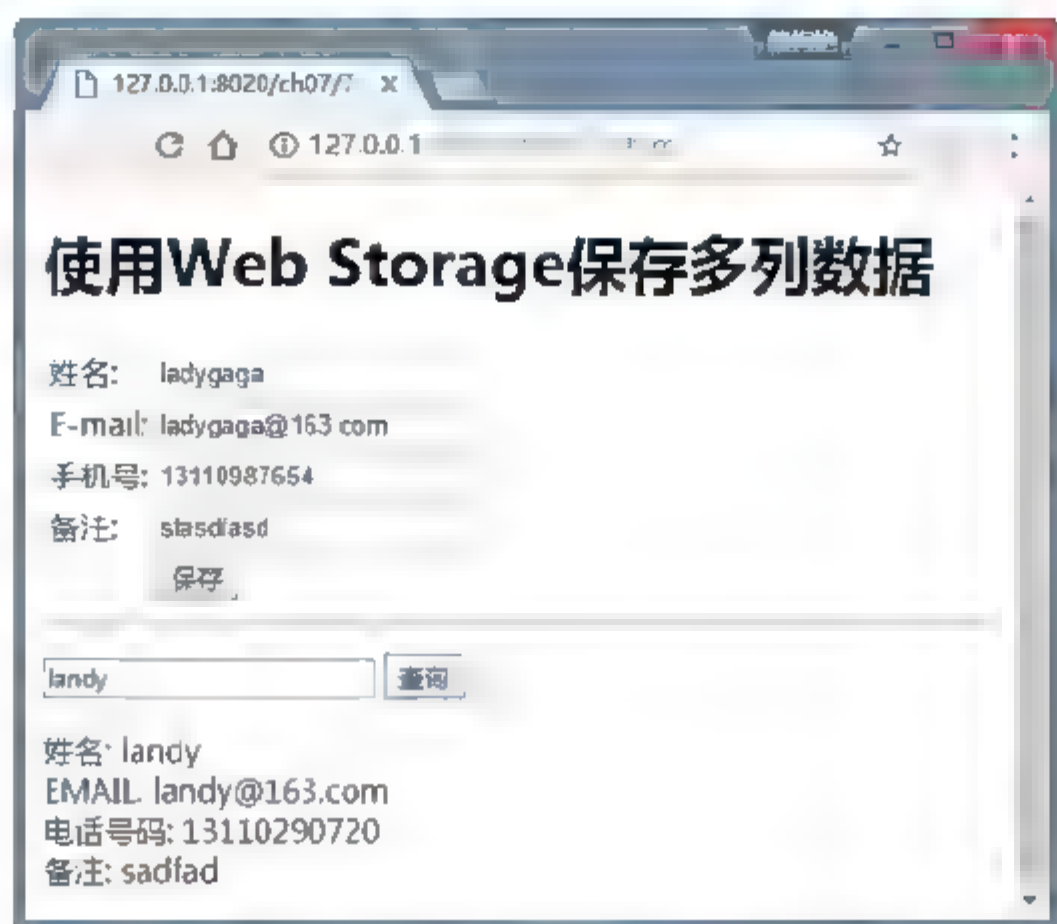 127.0.0.1:8020/ch07/7
127.0.0.1
使用Web Storage保存多列数据
姓名: ladygaga
E-mail: ladygaga@163.com
手机号: 13110987654
备注:
保存
landy 查询
姓名: landy
EMAIL: landy@163.com
电话号码: 13110290720
备注: sadfad